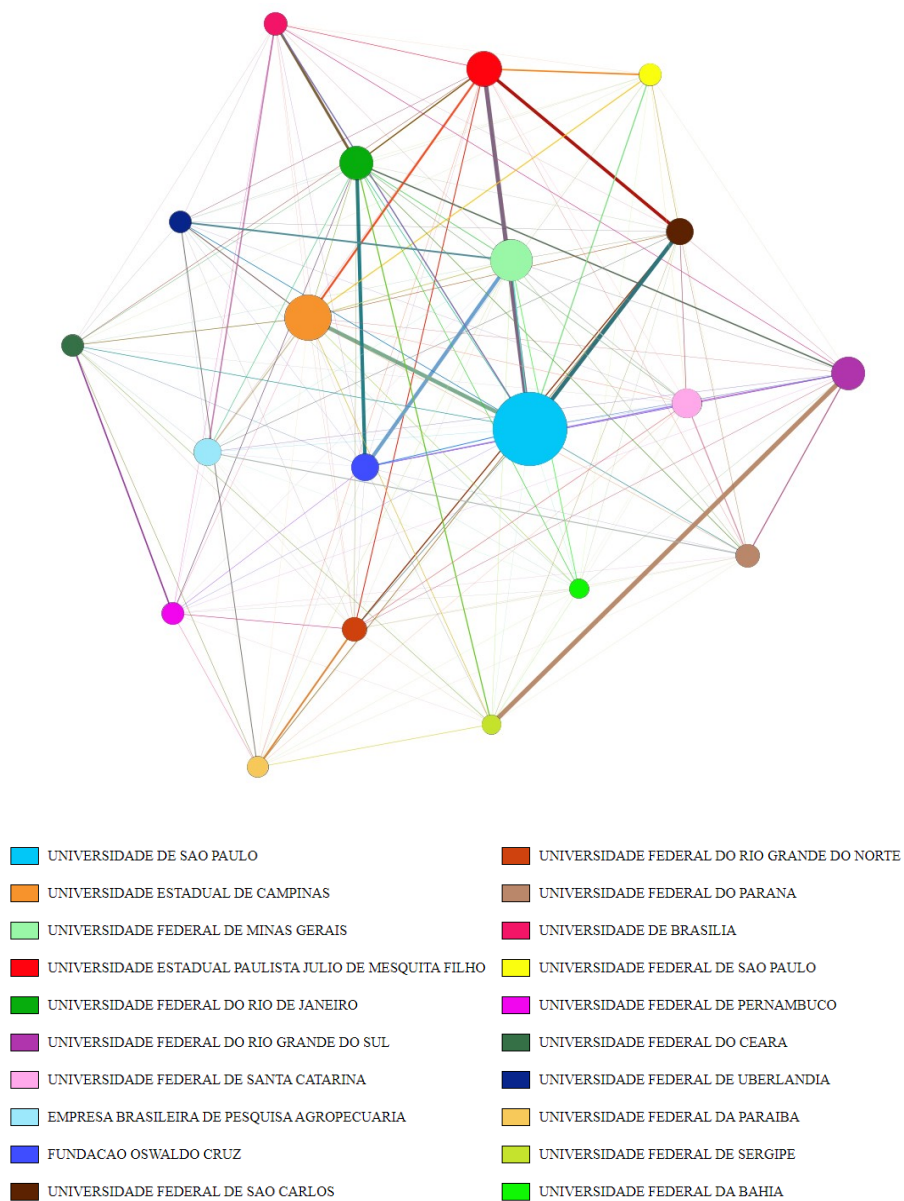 UNIVERSIDADE DE SAO PAULO
UNIVERSIDADE ESTADUAL DE CAMPINAS
UNIVERSIDADE FEDERAL DE MINAS GERAIS
UNIVERSIDADE ESTADUAL PAULISTA JULIO DE MESQUITA FILHO
UNIVERSIDADE FEDERAL DO RIO DE JANEIRO
UNIVERSIDADE FEDERAL DO RIO GRANDE DO SUL
UNIVERSIDADE FEDERAL DE SANTA CATARINA
EMPRESA BRASILEIRA DE PESQUISA AGROPECUARIA
FUNDACAO OSWALDO CRUZ
UNIVERSIDADE FEDERAL DE SAO CARLOS
UNIVERSIDADE FEDERAL DO RIO GRANDE DO NORTE
UNIVERSIDADE FEDERAL DO PARANA
UNIVERSIDADE DE BRASILIA
UNIVERSIDADE FEDERAL DE SAO PAULO
UNIVERSIDADE FEDERAL DE PERNAMBUCO
UNIVERSIDADE FEDERAL DO CEARA
UNIVERSIDADE FEDERAL DE UBERLANDIA
UNIVERSIDADE FEDERAL DA PARAIBA
UNIVERSIDADE FEDERAL DE SERGIPE
UNIVERSIDADE FEDERAL DA BAHIA